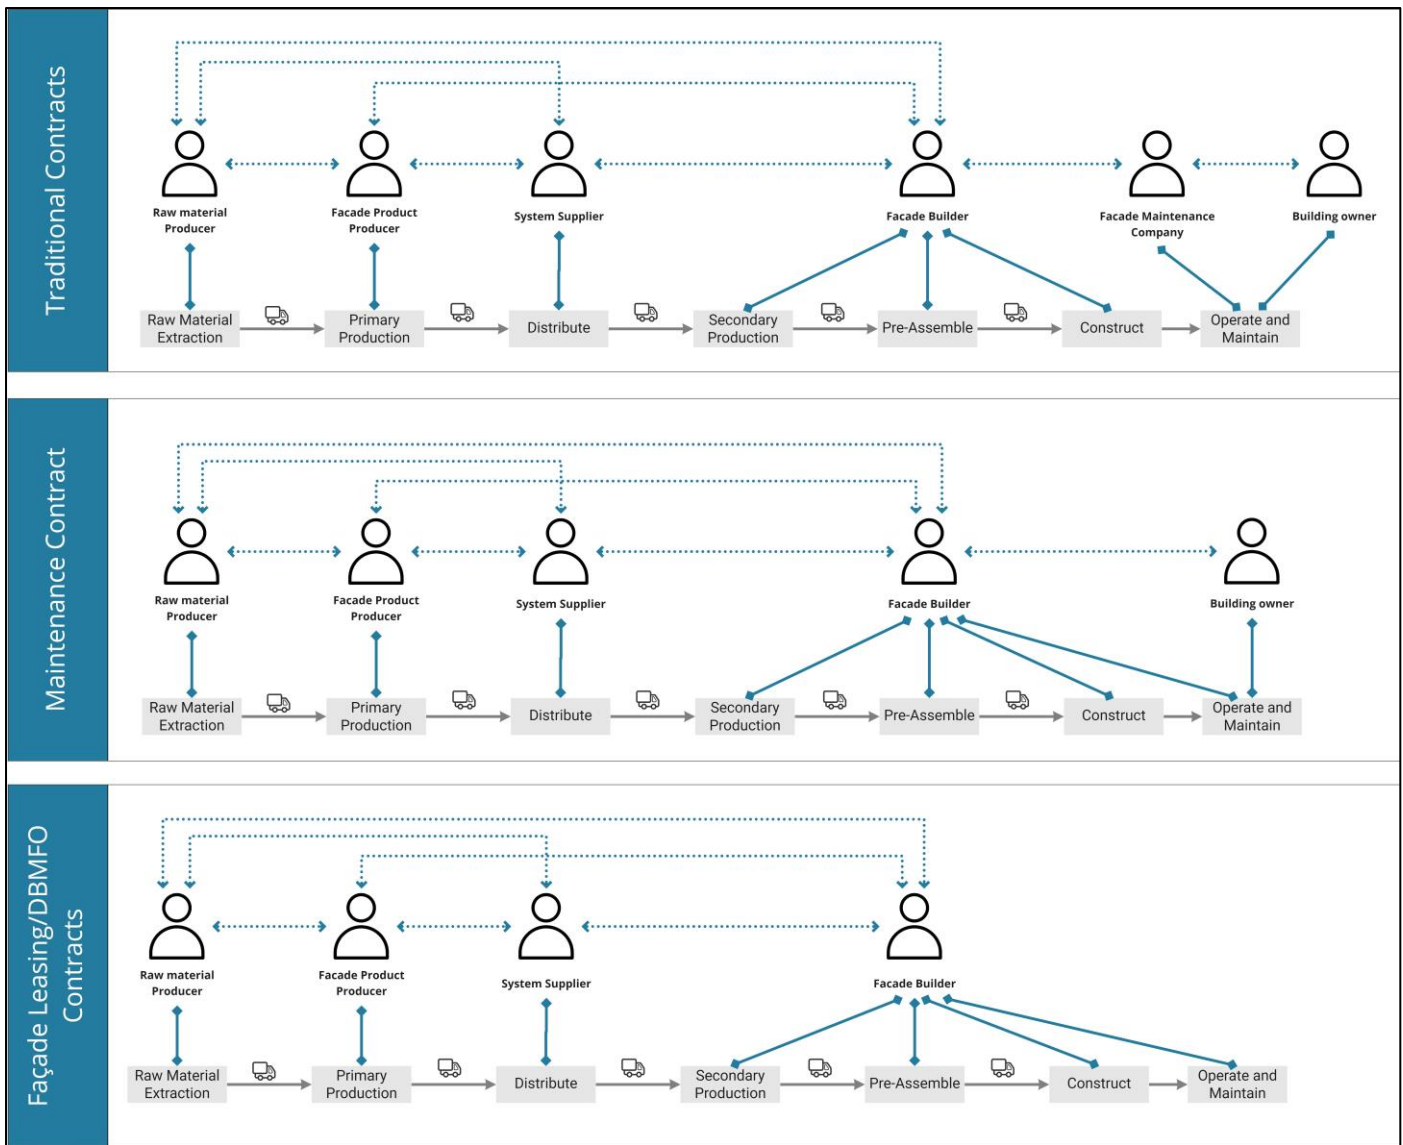 Traditional Contracts
Raw material
Producer
Facade Product
Producer
System Supplier
Facade Builder
Facade Maintenance
Company
Building owner
Raw Material
Extraction
Primary
Production
Distribute
Secondary
Production
Pre-Assemble
Construct
Operate and
Maintain
Maintenance Contract
Raw material
Producer
Facade Product
Producer
System Supplier
Facade Builder
Building owner
Raw Material
Extraction
Primary
Production
Distribute
Secondary
Production
Pre-Assemble
Construct
Operate and
Maintain
Façade Leasing/DBMFO
Contracts
Raw material
Producer
Facade Product
Producer
System Supplier
Facade Builder
Raw Material
Extraction
Primary
Production
Distribute
Secondary
Production
Pre-Assemble
Construct
Operate and
Maintain